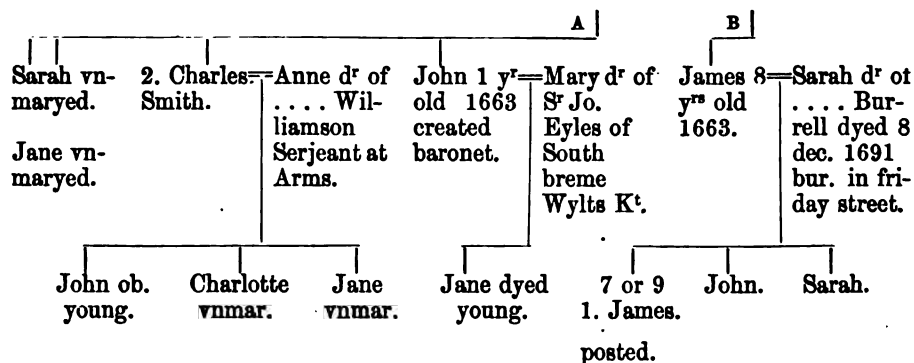 A B
Sarah vn-
maryed.
Jane vn-
maryed.
2. Charles
Smith.
Anne dʳ of
. . . . Wil-
liamson
Serjeant at
Arms.
John 1 yʳ
old 1663
created
baronet.
Mary dʳ of
Sʳ Jo.
Eyles of
South
breme
Wylts Kᵗ.
James 8
yʳˢ old
1663.
Sarah dʳ ot
. . . . Bur-
rell dyed 8
dec. 1691
bur. in fri-
day street.
John ob.
young.
Charlotte
vnmar.
Jane
vnmar.
Jane dyed
young.
7 or 9
1. James.
posted.
John.
Sarah.